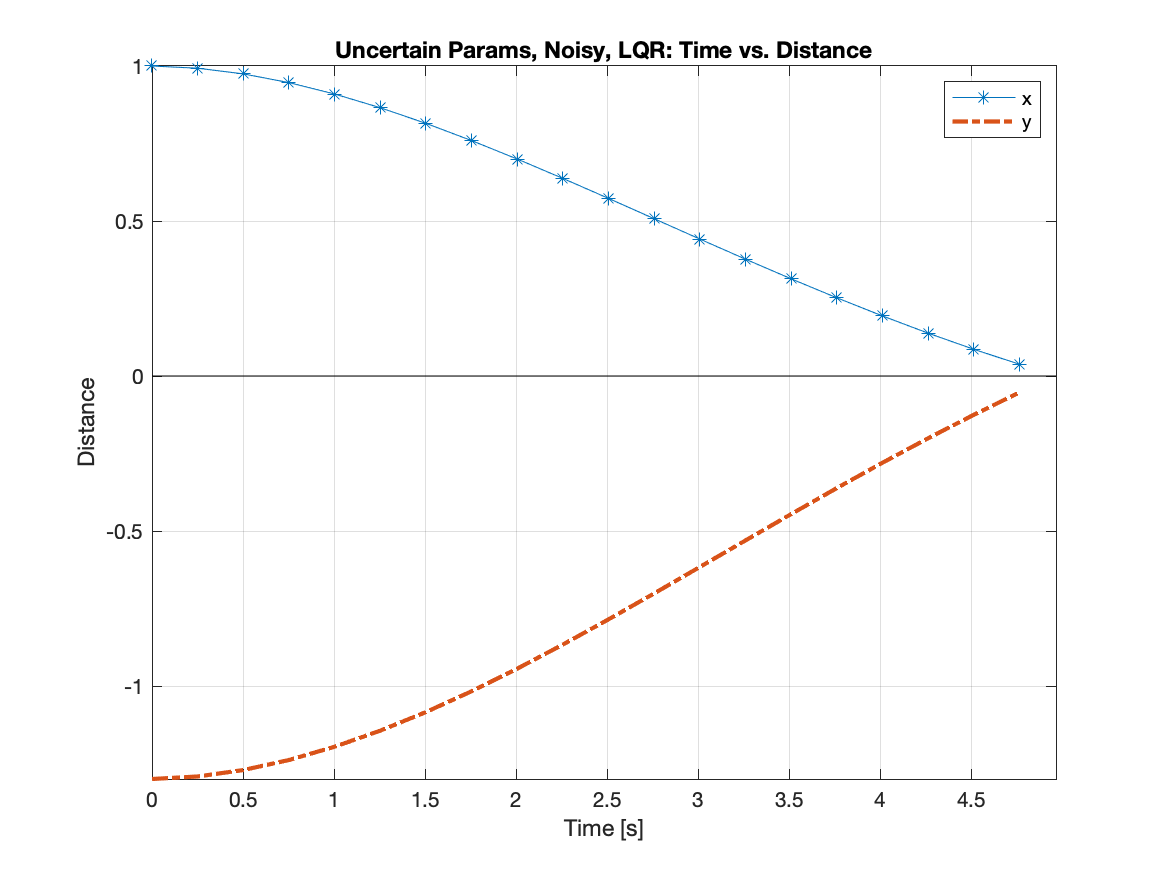 Uncertain Params, Noisy, LQR: Time vs. Distance
x
y
1
0.5
0
-0.5
-1
Distance
0 0.5 1 1.5 2 2.5 3 3.5 4 4.5
Time [s]